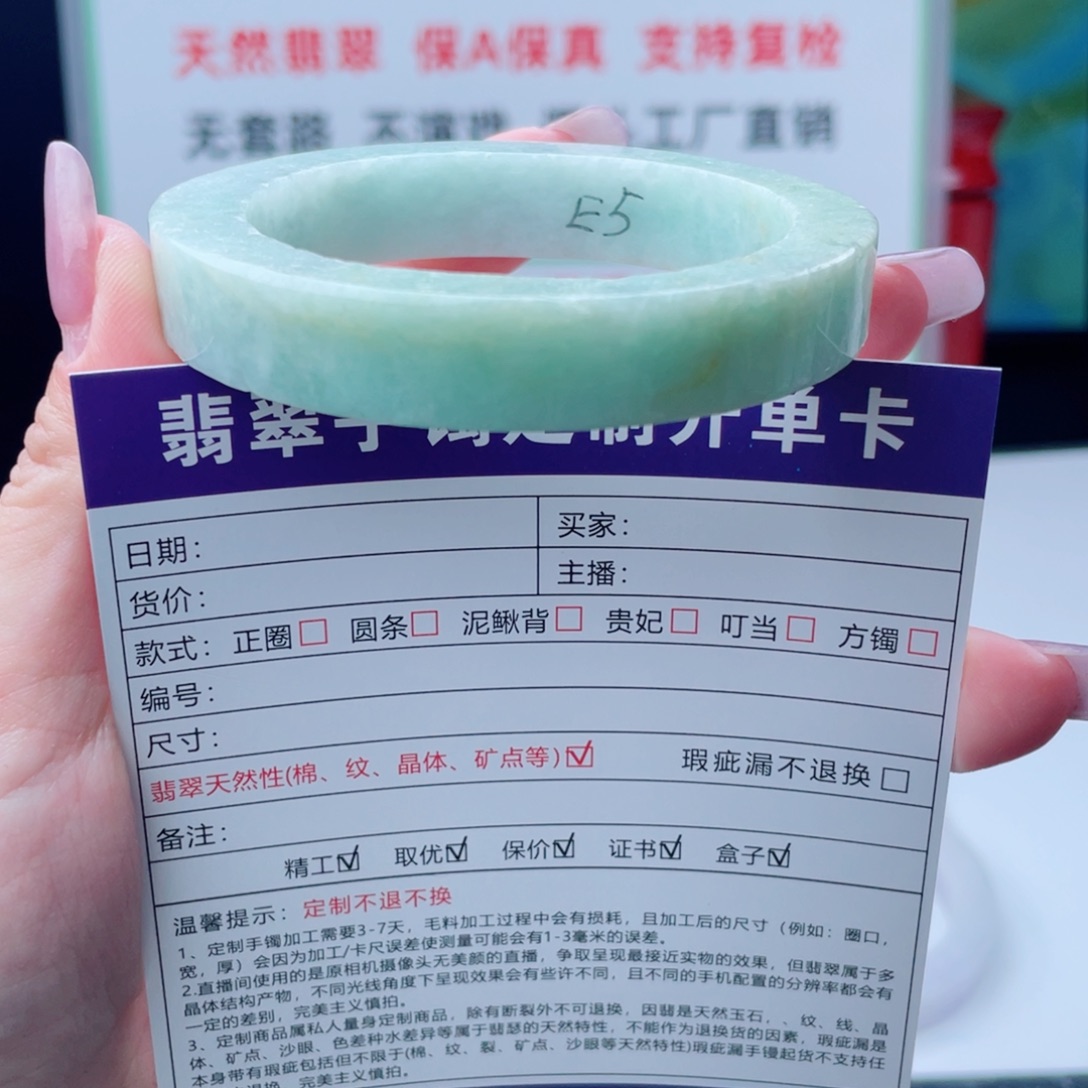 天然翡翠 保A保真 支持复检
无套路 工厂直销
E5
翡翠手镯定制开单卡
日期：
买家：
货价：
主播：
款式： 正圈□ 圆条□ 泥鳅背□ 贵妃□ 叮当□ 方镯□
编号：
尺寸：
翡翠天然性(棉、纹、晶体、矿点等)☑ 瑕疵漏不退换□
备注：
精工☑ 取优☑ 保价☑ 证书☑ 盒子☑
温馨提示：定制不退不换
1、定制手镯加工需要3-7天，毛料加工过程中会有损耗，且加工后的尺寸（例如：圈口，
宽，厚）会因为加工/卡尺误差使测量可能会有1-3毫米的误差。
2.直播间使用的是原相机摄像头无美颜的直播，争取呈现最接近实物的效果，但翡翠属于多
晶体结构产物，不同光线角度下呈现效果会有些许不同，且不同的手机配置的分辨率都会有
一定的差别，完美主义慎拍。
3、定制商品属私人量身定制商品，除有断裂外不可退换，因翡是天然玉石，、纹、线、晶
体、矿点、沙眼、色差种水差异等属于翡瑟的天然特性，不能作为退换货的因素，瑕疵漏是
本身带有瑕疵包括但不限于(棉、纹、裂、矿点、沙眼等天然特性)瑕疵漏手镘起货不支持任
退换，完美主义慎拍。